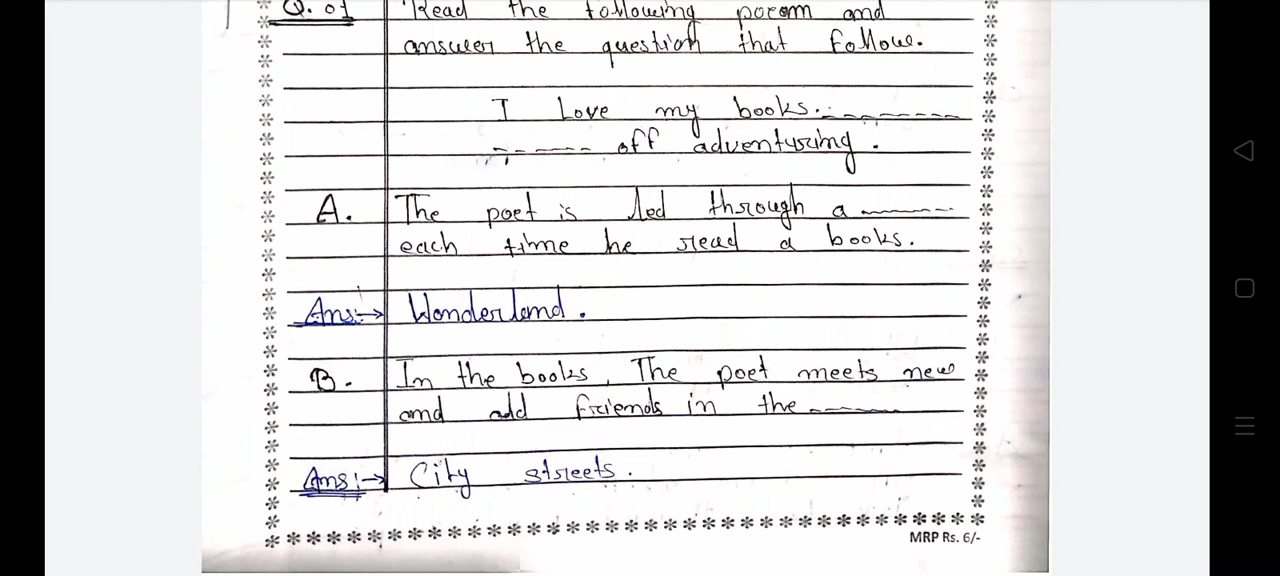 Q. 01 Read the following poeom and
answer the question that follow.
I Love my books. _ _ _ _ _ _ _
_ _ _ _ _ off adventuring.
A. The poet is led through a _ _ _ _ _
each time he read a books.
Ans:→ Wonderland.
B. In the books, The poet meets new
and add friends in the _ _ _ _ _
Ans:→ City streets.
MRP Rs. 6/-